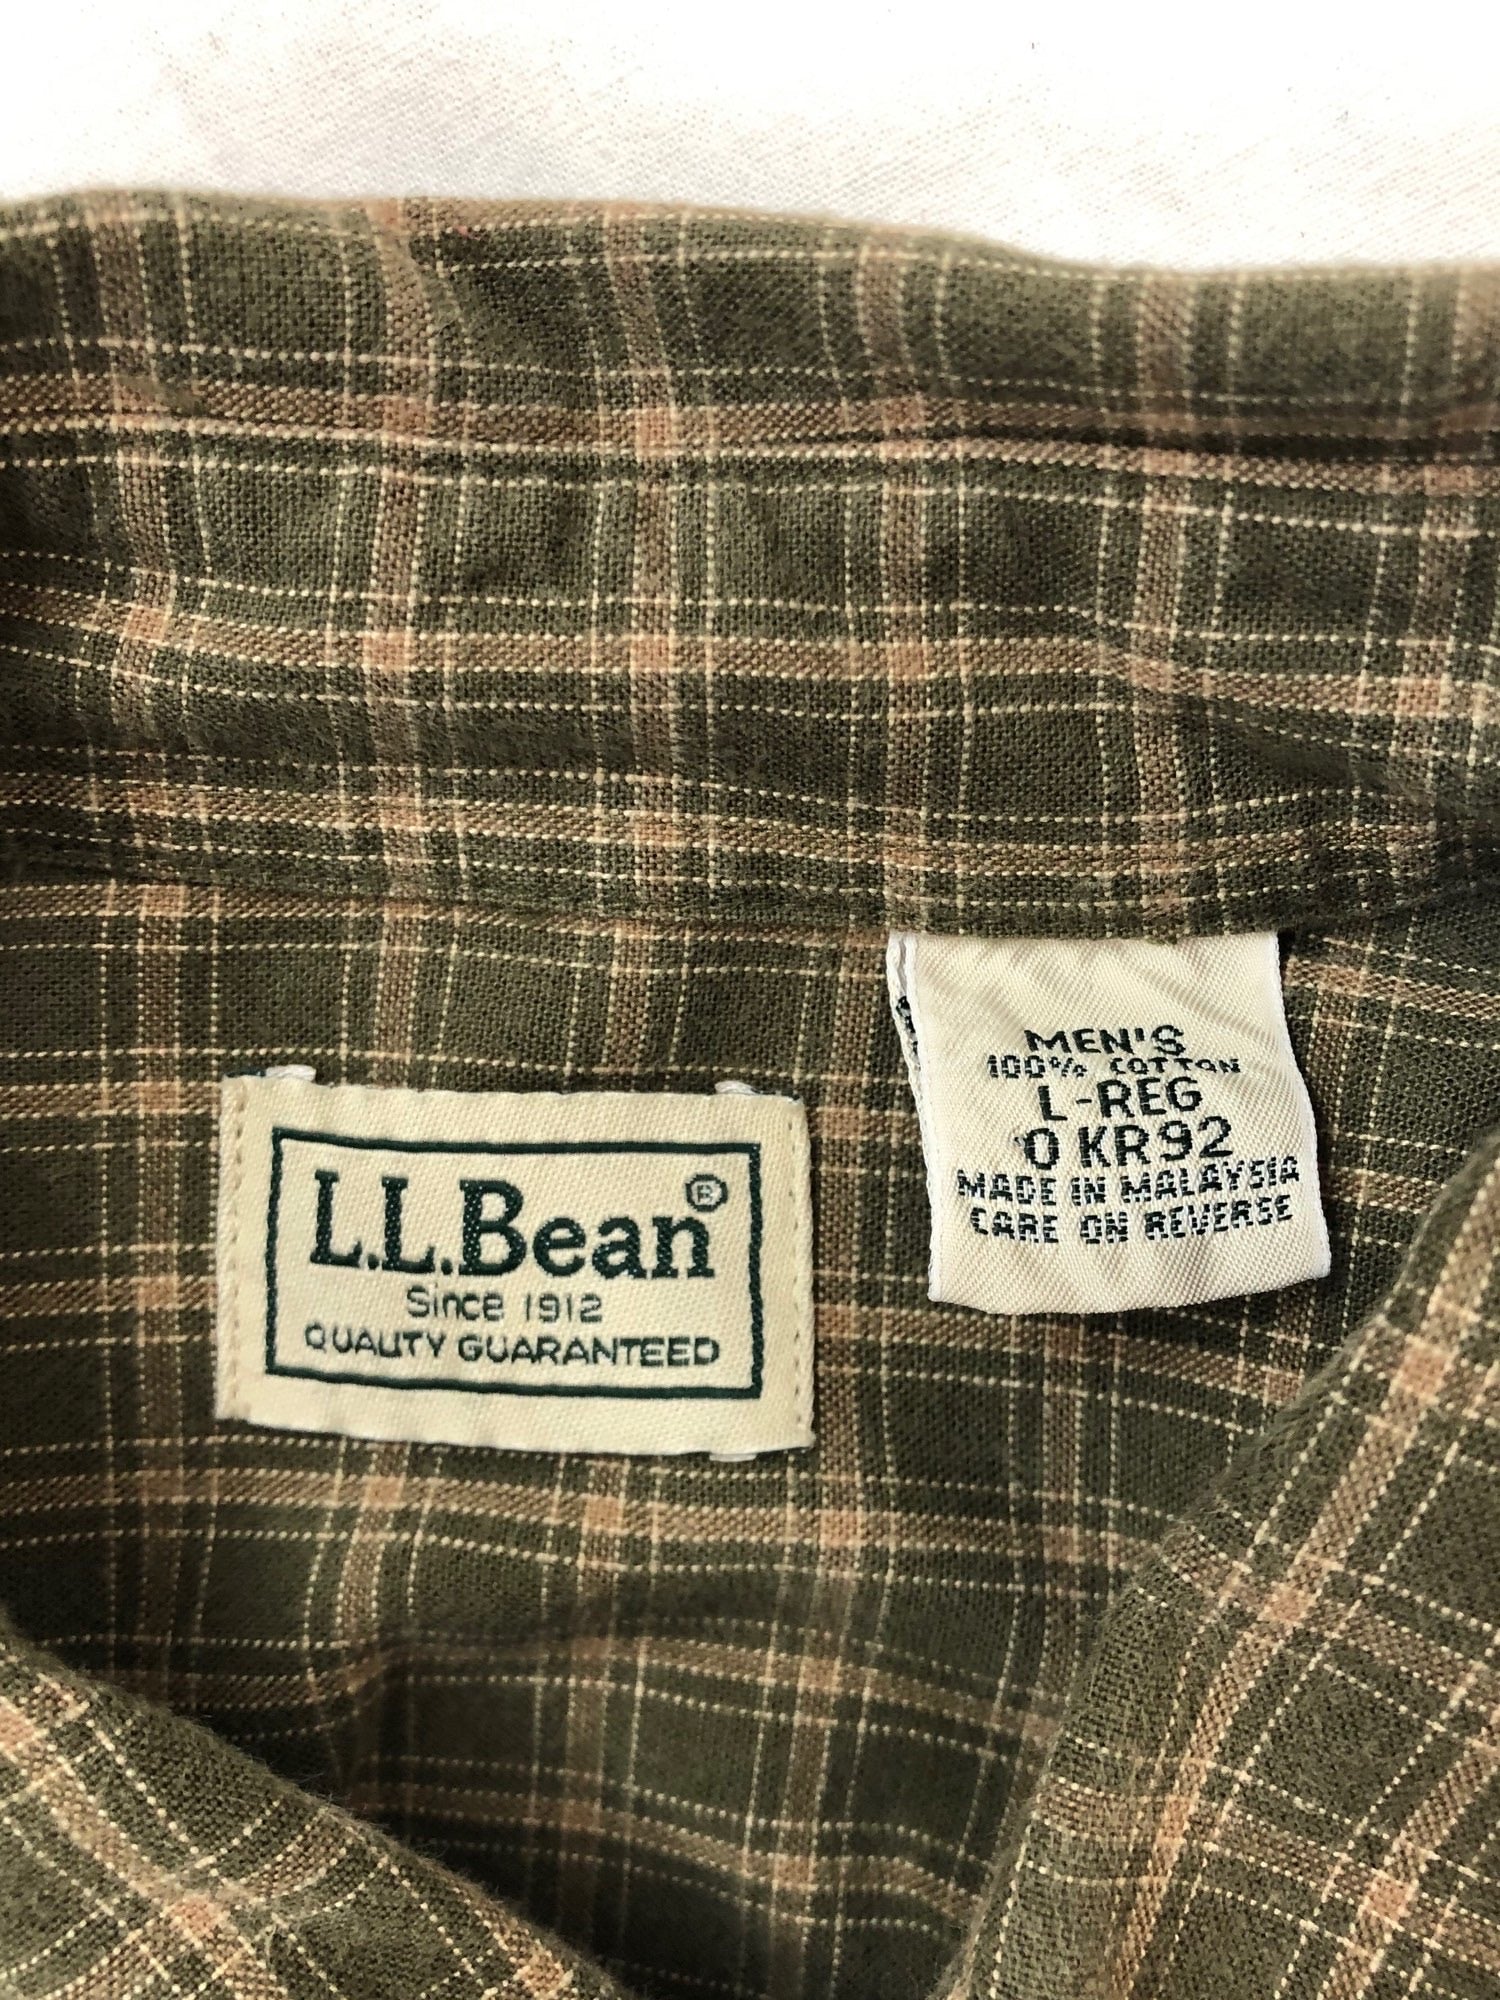 L.L.Bean®
Since 1912
QUALITY GUARANTEED
MEN'S
100% COTTON
L-REG
0 KR92
MADE IN MALAYSIA
CARE ON REVERSE